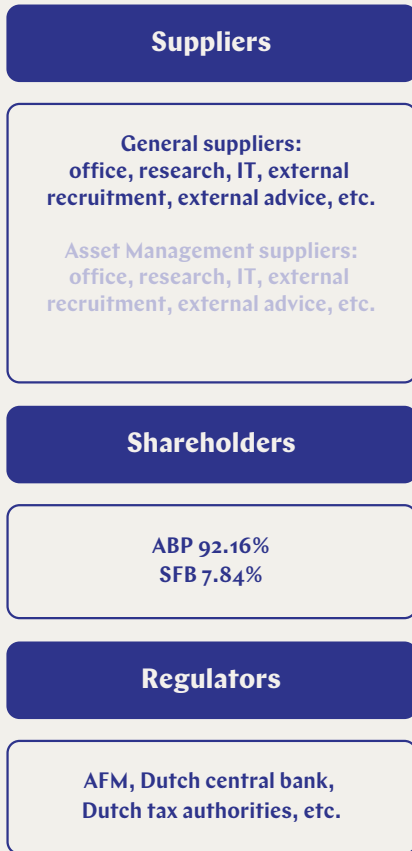 Suppliers
General suppliers:
office, research, IT, external
recruitment, external advice, etc.
Asset Management suppliers:
office, research, IT, external
recruitment, external advice, etc.
Shareholders
ABP 92.16%
SFB 7.84%
Regulators
AFM, Dutch central bank,
Dutch tax authorities, etc.